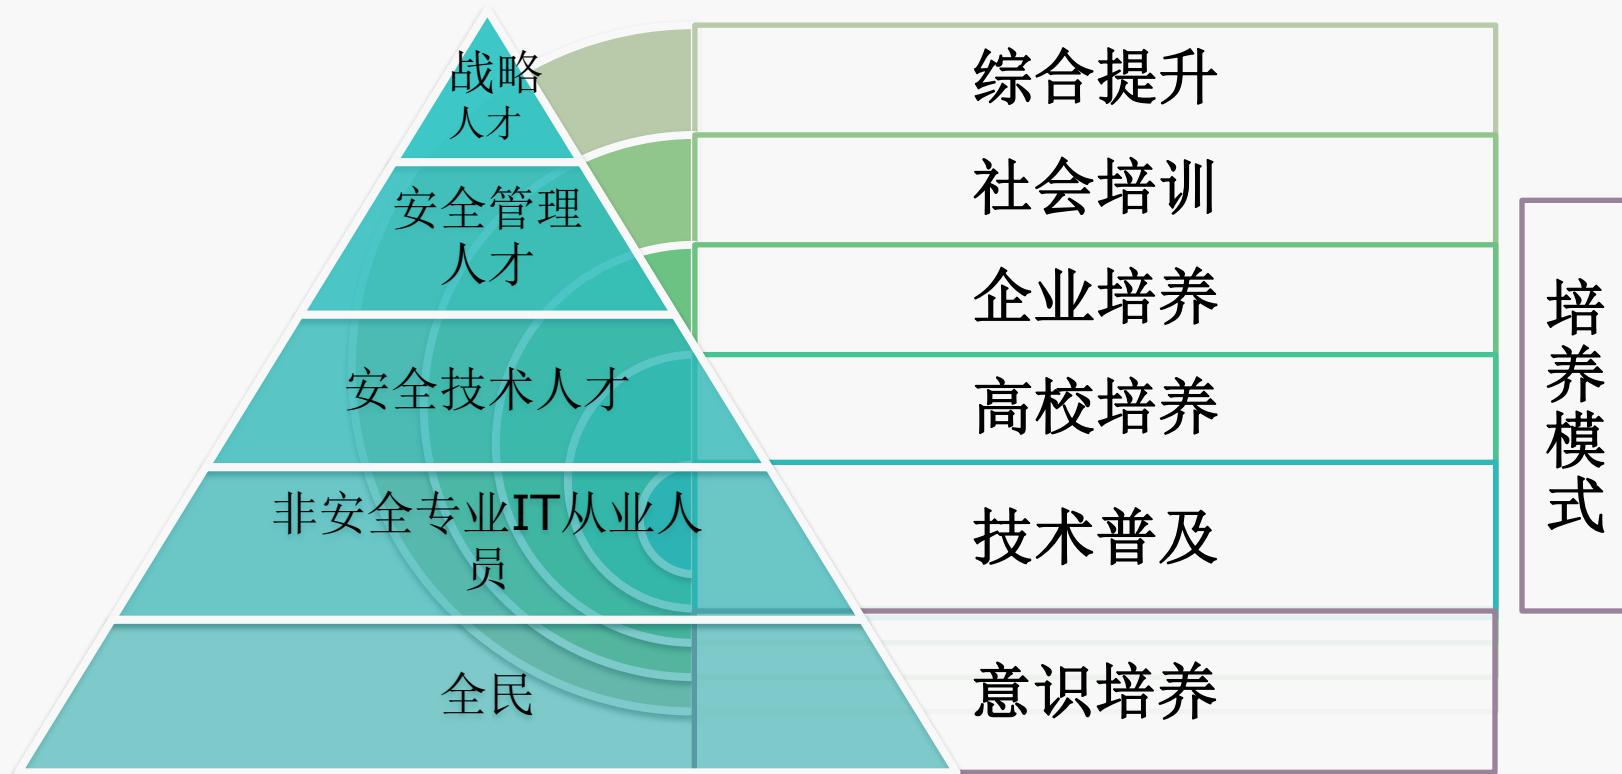 战略
人才
安全管理
人才
安全技术人才
非安全专业IT从业人
员
全民
综合提升
社会培训
企业培养
高校培养
技术普及
意识培养
培养模式